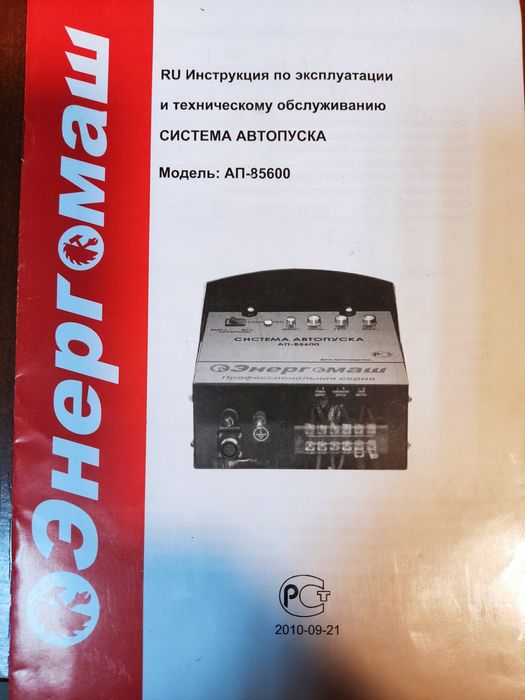 Энергомаш
RU Инструкция по эксплуатации
и техническому обслуживанию
СИСТЕМА АВТОПУСКА
Модель: АП-85600
СИСТЕМА АВТОПУСКА
АП-85600
Энергомаш
Профессиональная серия
РСТ
2010-09-21